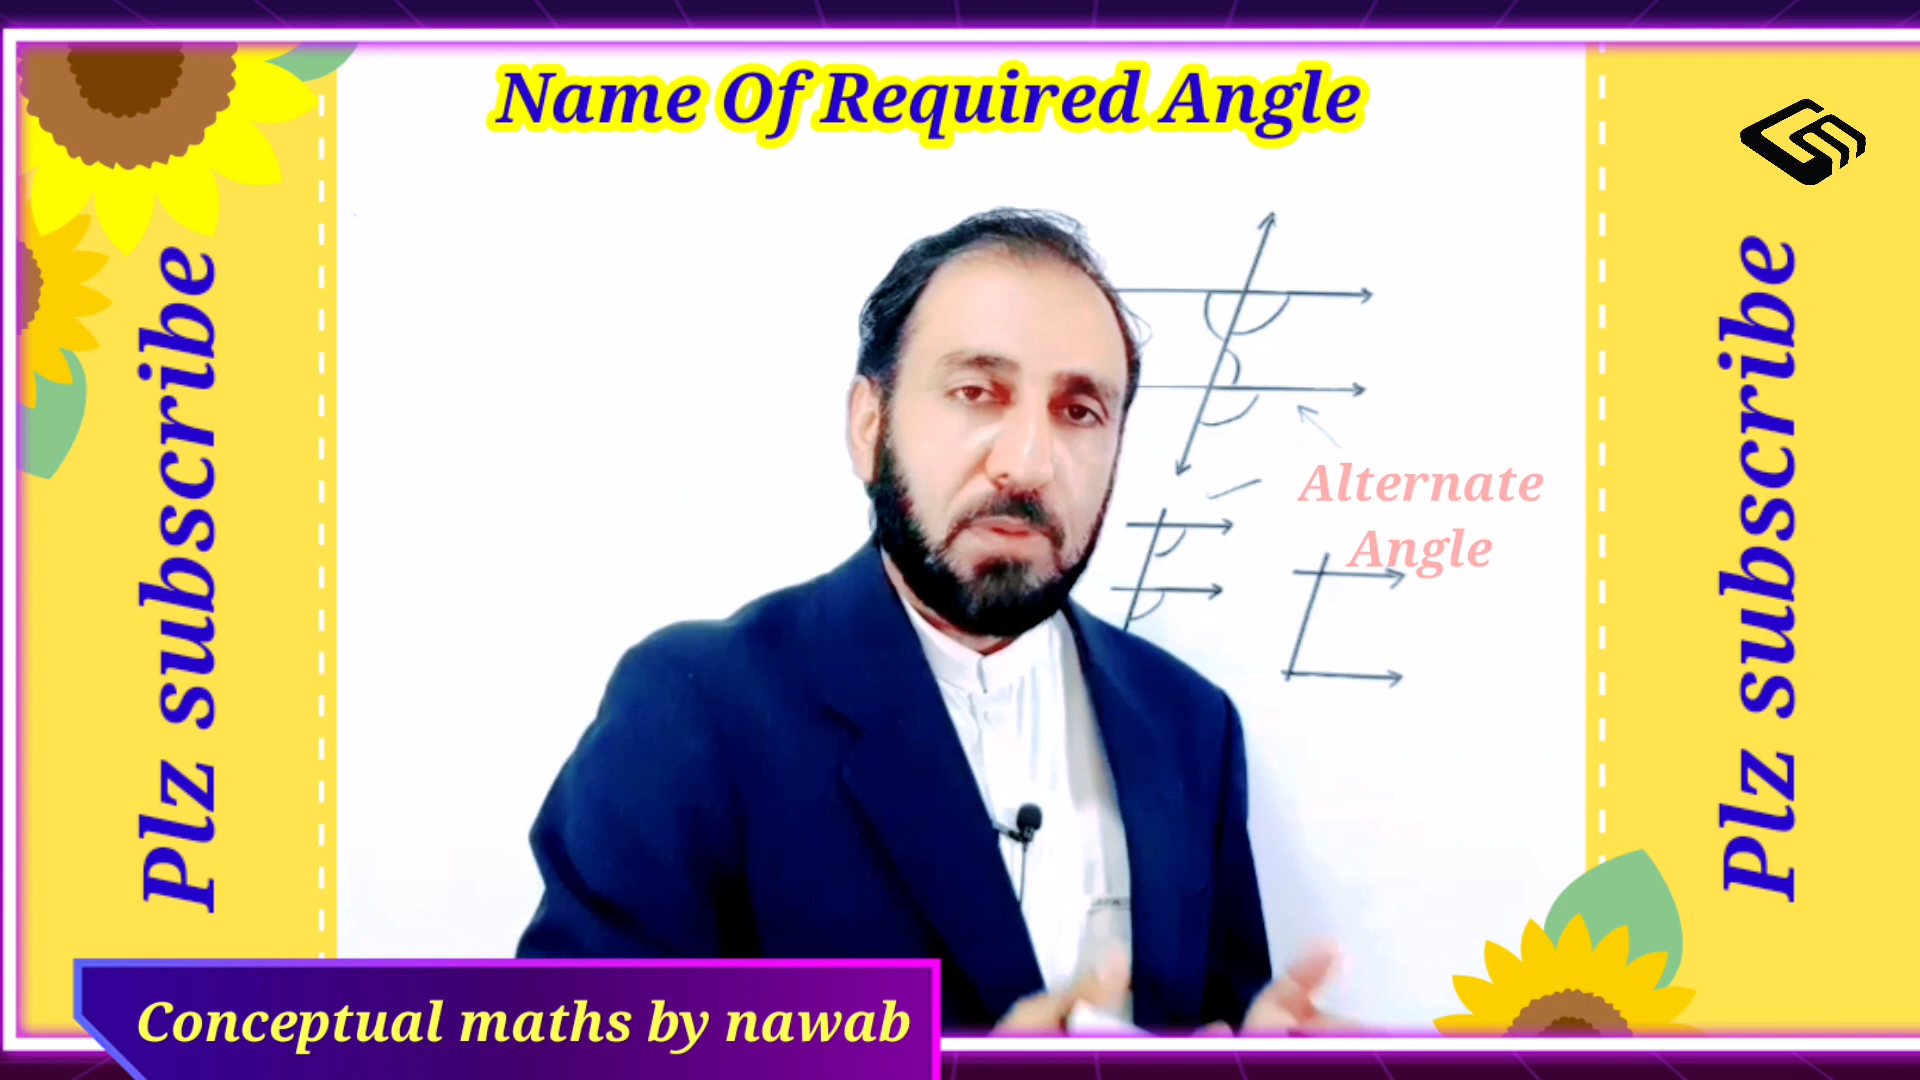 Name Of Required Angle
Plz subscribe
Plz subscribe
Alternate
Angle
Conceptual maths by nawab